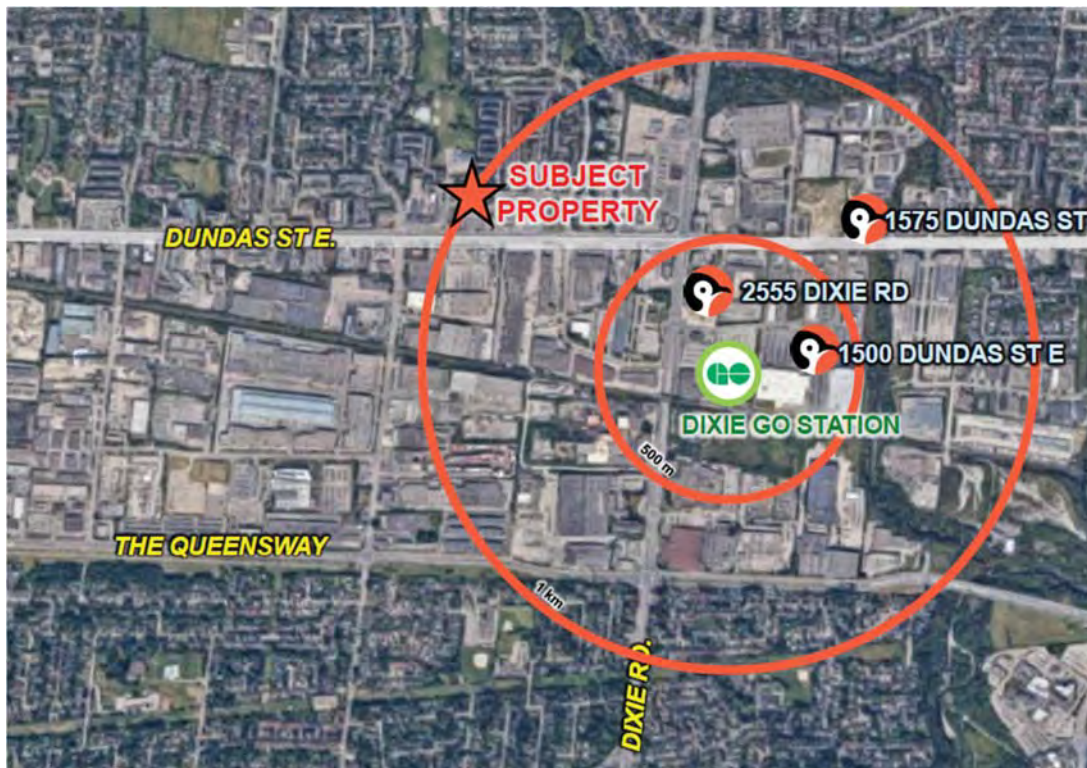 SUBJECT
PROPERTY
1575 DUNDAS ST
DUNDAS ST E.
2555 DIXIE RD
1500 DUNDAS ST E
GO
DIXIE GO STATION
500 m
THE QUEENSWAY
1 km
DIXIE RD.